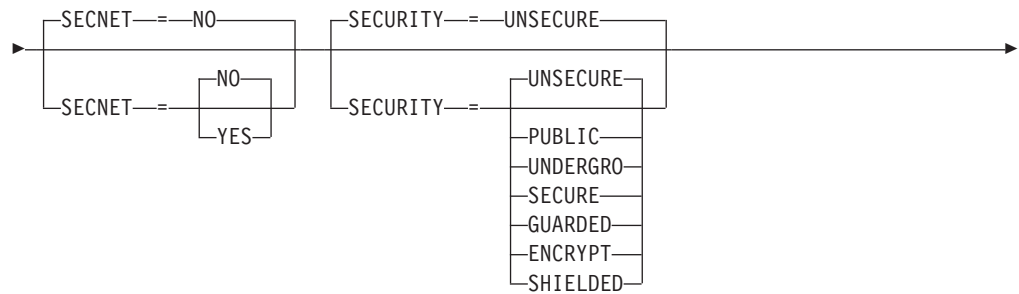 SECNET = NO SECURITY = UNSECURE
NO UNSECURE
SECNET = SECURITY =
YES PUBLIC
UNDERGRO
SECURE
GUARDED
ENCRYPT
SHIELDED